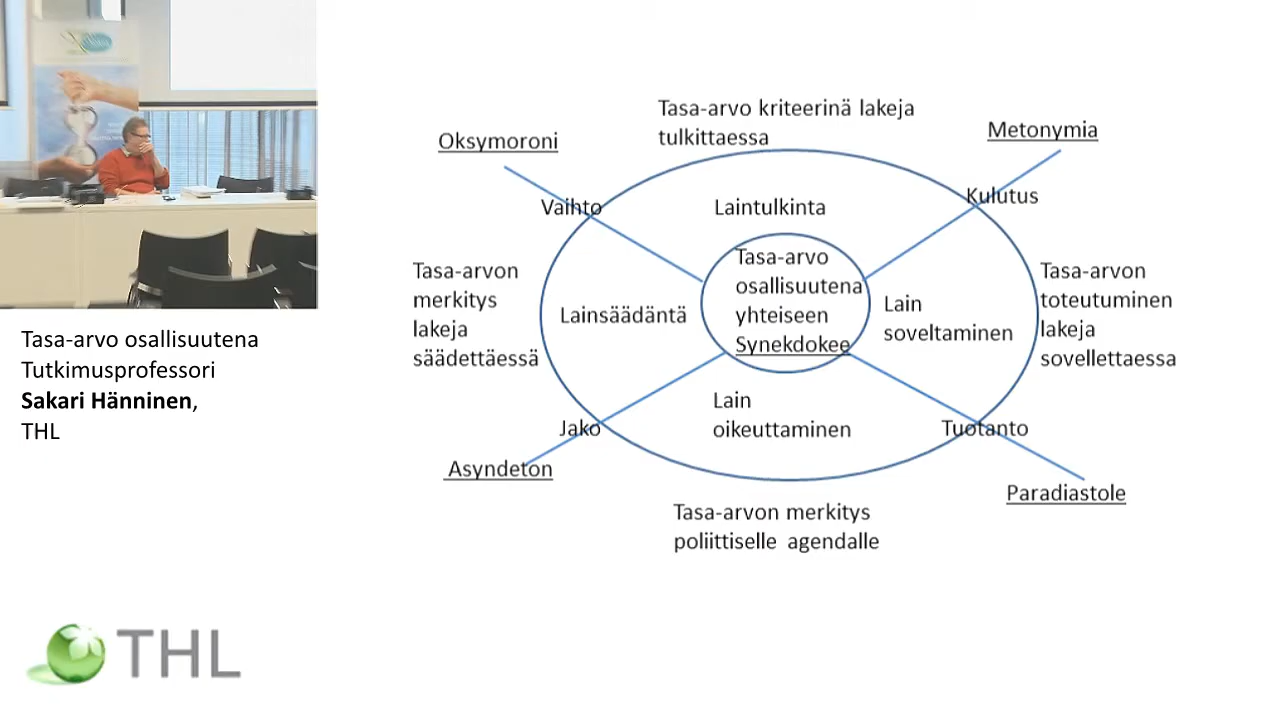 Tasa-arvo osallisuutena
Tutkimusprofessori
Sakari Hänninen,
THL
THL
Tasa-arvo kriteerinä lakeja
tulkittaessa
Oksymoroni
Metonymia
Vaihto
Laintulkinta
Kulutus
Tasa-arvon
merkitys
lakeja
säädettäessä
Lainsäädäntä
Tasa-arvo
osallisuutena
yhteiseen
Synekdokee
Lain
soveltaminen
Tasa-arvon
toteutuminen
lakeja
sovellettaessa
Lain
oikeuttaminen
Jako
Tuotanto
Asyndeton
Paradiastole
Tasa-arvon merkitys
poliittiselle agendalle